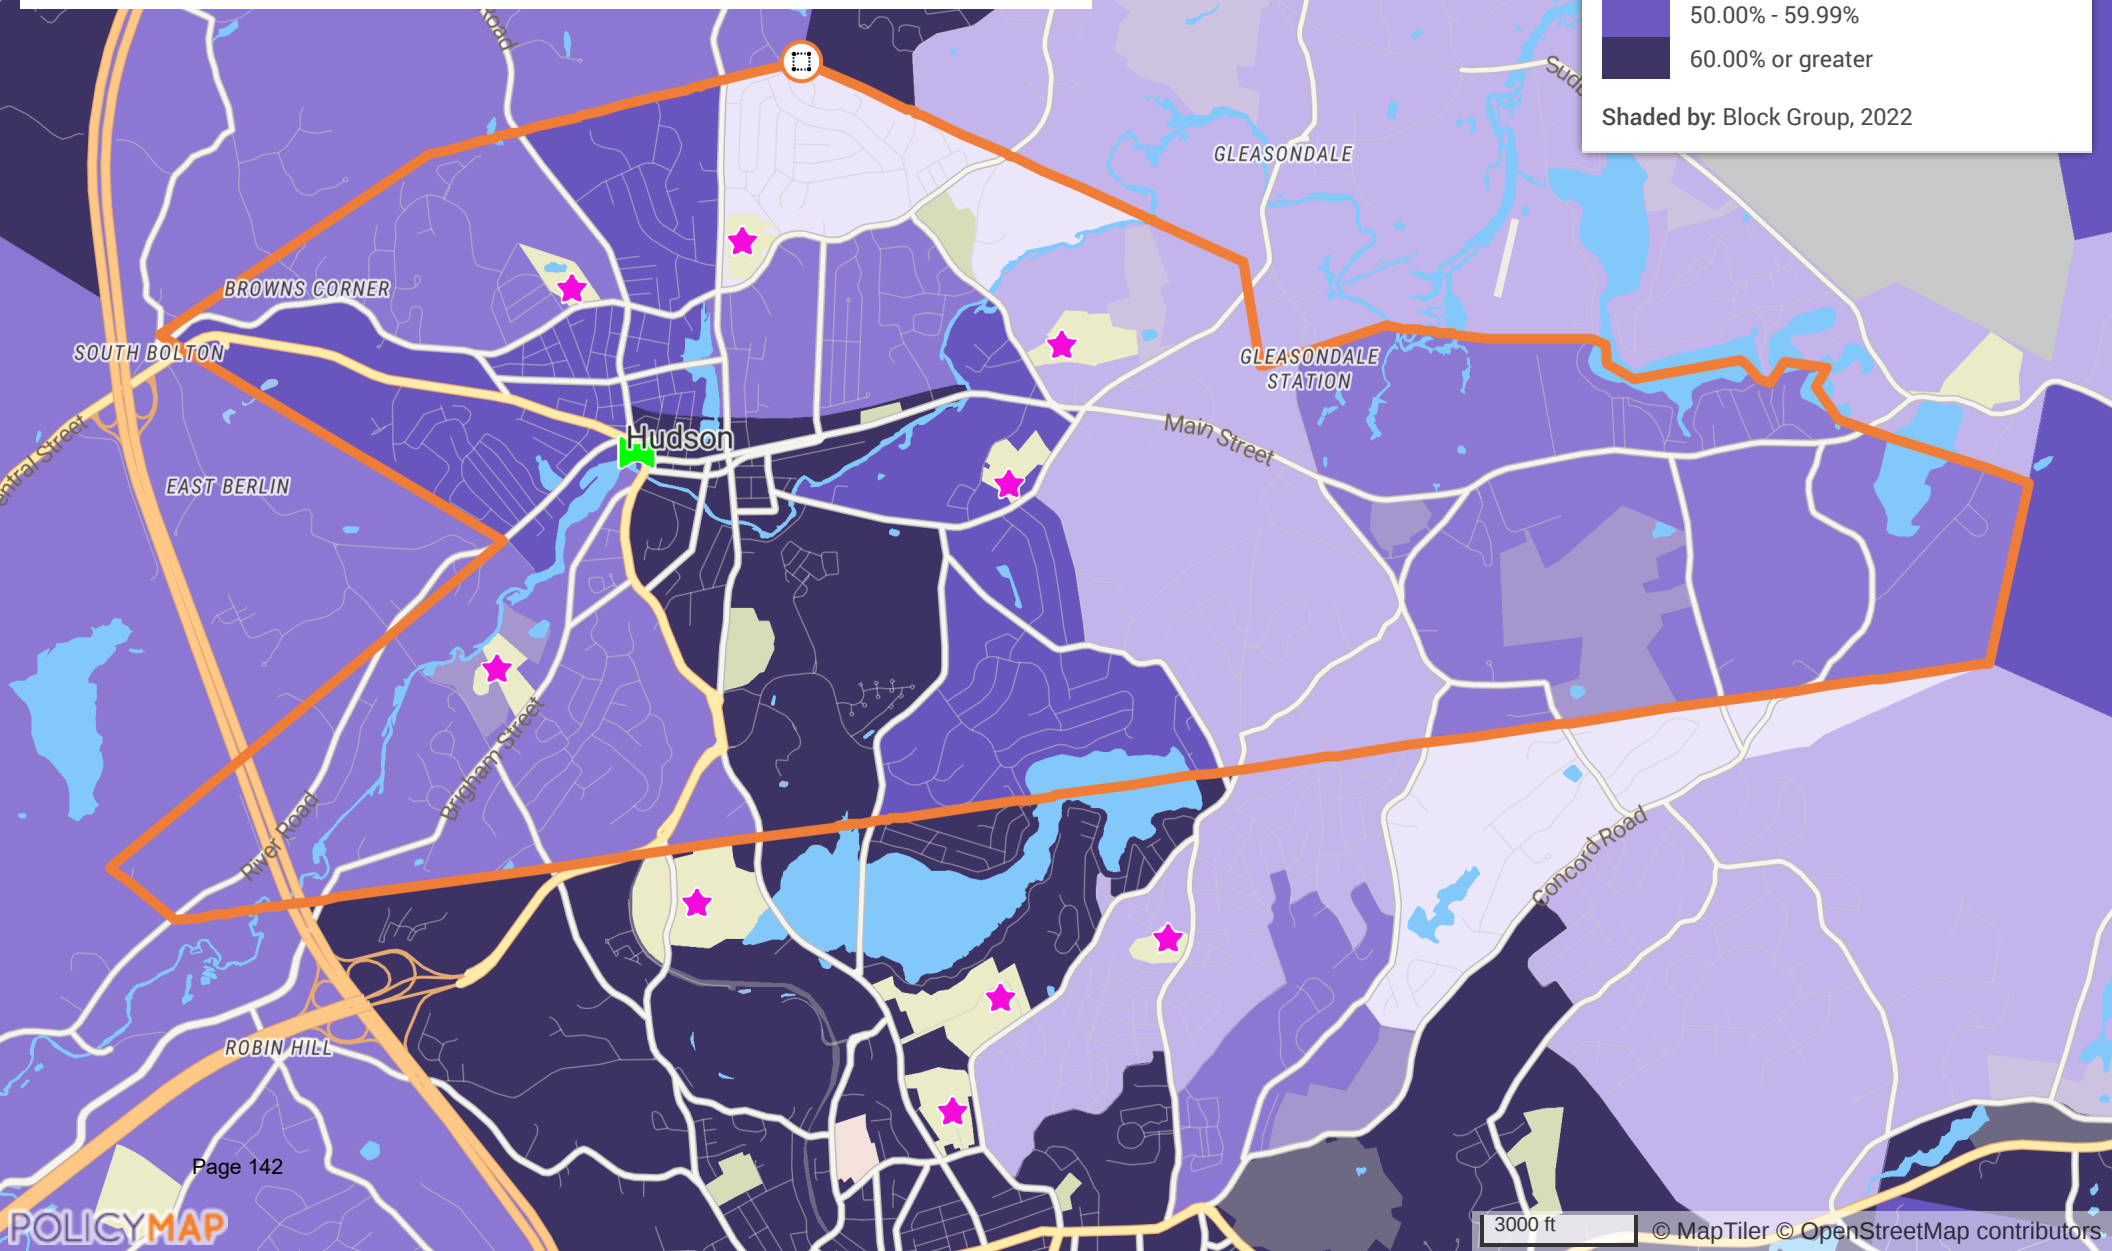 50.00% - 59.99%
60.00% or greater
Shaded by: Block Group, 2022
Road
GLEASONDALE
BROWNS CORNER
SOUTH BOLTON
GLEASONDALE
STATION
Main Street
Hudson
EAST BERLIN
Brigham Street
River Road
Concord Road
ROBIN HILL
Page 142
POLICYMAP
3000 ft
© MapTiler © OpenStreetMap contributors